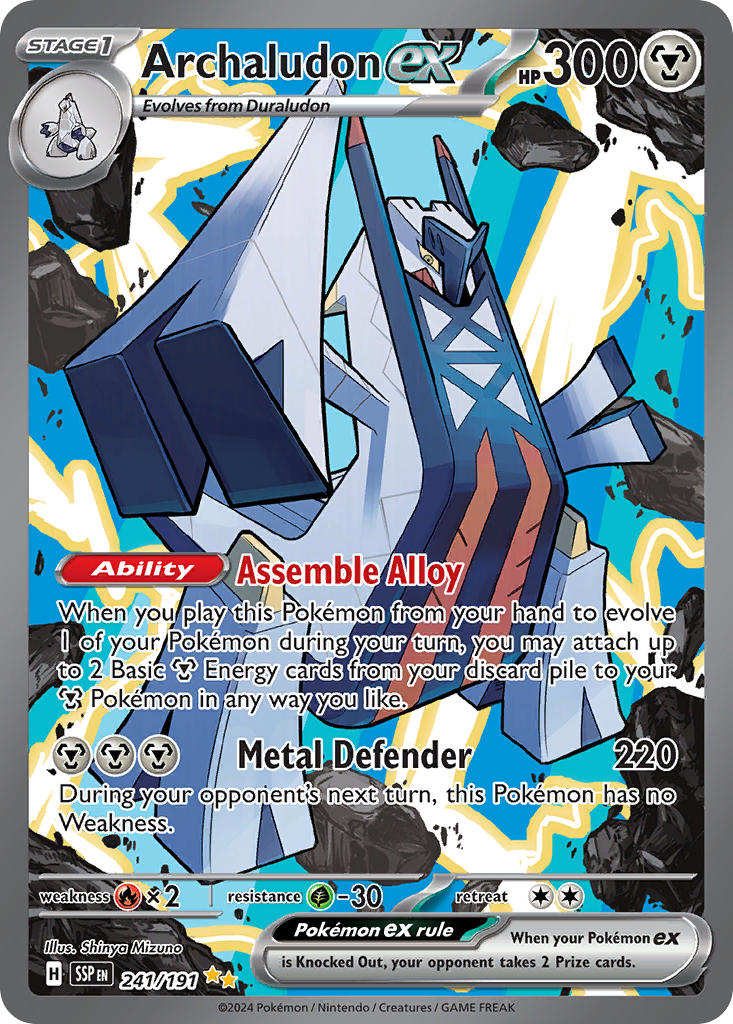 STAGE 1
Archaludon ex
HP 300
Evolves from Duraludon
Ability Assemble Alloy
When you play this Pokémon from your hand to evolve
1 of your Pokémon during your turn, you may attach up
to 2 Basic Energy cards from your discard pile to your
Pokémon in any way you like.
Metal Defender 220
During your opponent's next turn, this Pokémon has no
Weakness.
weakness ×2 resistance -30 retreat
Illus. Shinya Mizuno
Pokémon ex rule
When your Pokémon ex
is Knocked Out, your opponent takes 2 Prize cards.
H SSP EN 241/191
©2024 Pokémon / Nintendo / Creatures / GAME FREAK